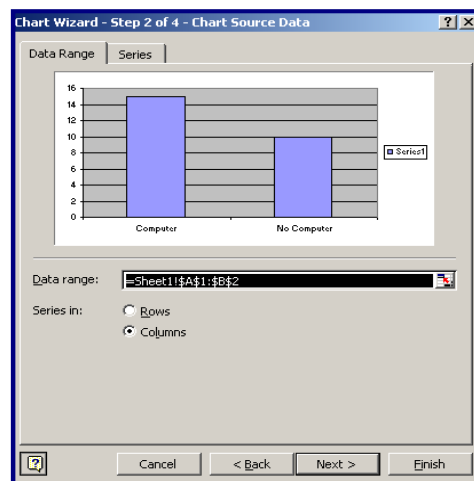 Chart Wizard - Step 2 of 4 - Chart Source Data
Data Range
Series
16
14
12
10
8
6
4
2
0
Computer
No Computer
Series1
Data range:
=Sheet1!$A$1:$B$2
Series in:
Rows
Columns
Cancel
< Back
Next >
Finish